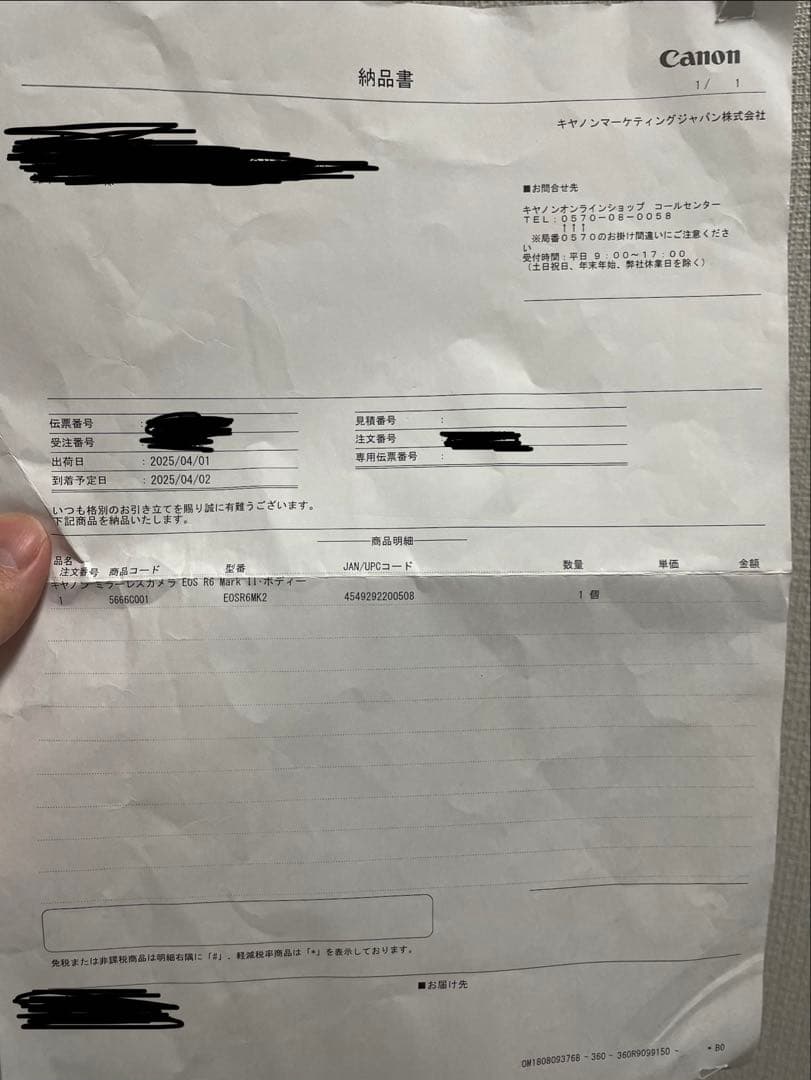 Canon
納品書
1/ 1
キヤノンマーケティングジャパン株式会社
■お問合せ先
キヤノンオンラインショップ コールセンター
TEL:0570-08-0058
↑↑↑
※局番0570のお掛け間違いにご注意くださ
い
受付時間:平日 9:00~17:00
(土日祝日、年末年始、弊社休業日を除く)
伝票番号 :
受注番号
出荷日 : 2025/04/01
到着予定日 : 2025/04/02
見積番号 :
注文番号
専用伝票番号 :
いつも格別のお引き立てを賜り誠に有難うございます。
下記商品を納品いたします。
商品明細
品名
注文番号 商品コード 型番 JAN/UPCコード 数量 単価 金額
キヤノン ミラーレスカメラ EOS R6 Mark II・ボディー
1 5666C001 EOSR6MK2 4549292200508 1 個
免税または非課税商品は明細右隅に「#」、軽減税率商品は「*」を表示しております。
■お届け先
OM1808093768 - 360 - 360R9099150 - * B0